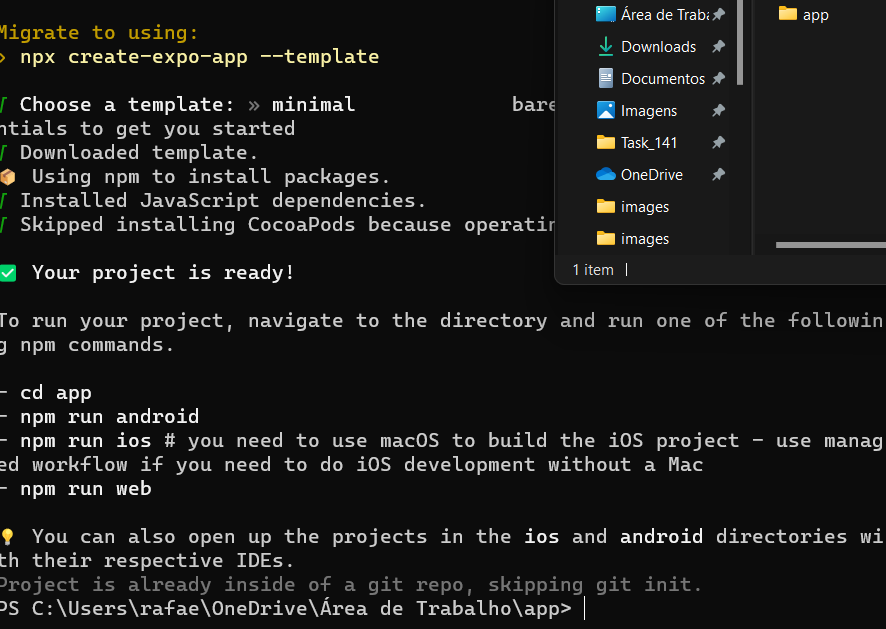 Migrate to using:
> npx create-expo-app --template
√ Choose a template: » minimal bare
ntials to get you started
√ Downloaded template.
📦 Using npm to install packages.
√ Installed JavaScript dependencies.
√ Skipped installing CocoaPods because operatin
✅ Your project is ready!
To run your project, navigate to the directory and run one of the followin
g npm commands.
- cd app
- npm run android
- npm run ios # you need to use macOS to build the iOS project - use manag
ed workflow if you need to do iOS development without a Mac
- npm run web
💡 You can also open up the projects in the ios and android directories wi
th their respective IDEs.
Project is already inside of a git repo, skipping git init.
PS C:\Users\rafae\OneDrive\Área de Trabalho\app>
Área de Traba
Downloads
Documentos
Imagens
Task_141
OneDrive
images
images
1 item
app